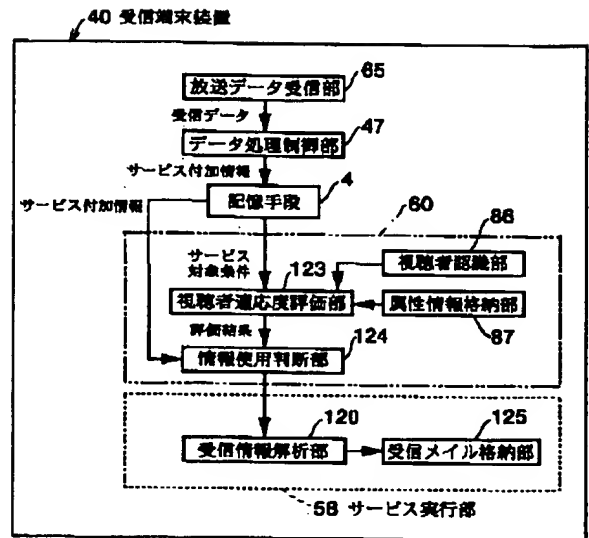 40 受信端末装置
65
放送データ受信部
受信データ
47
データ処理制御部
サービス付加情報
サービス付加情報
4
記憶手段
60
86
サービス
対象条件
視聴者認識部
123
視聴者適応度評価部
属性情報格納部
87
評価結果
124
情報使用判断部
120
125
受信情報解析部
受信メイル格納部
58 サービス実行部